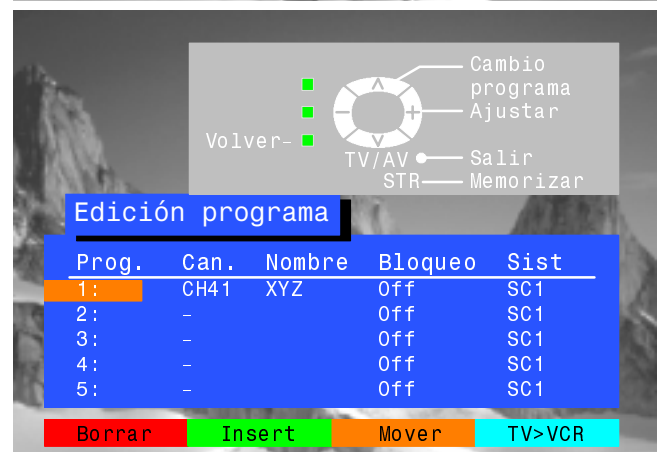 Cambio
programa
Ajustar
Volver-
TV/AV Salir
STR Memorizar
Edición programa
Prog. Can. Nombre Bloqueo Sist
1: CH41 XYZ Off SC1
2: - Off SC1
3: - Off SC1
4: - Off SC1
5: - Off SC1
Borrar Insert Mover TV>VCR